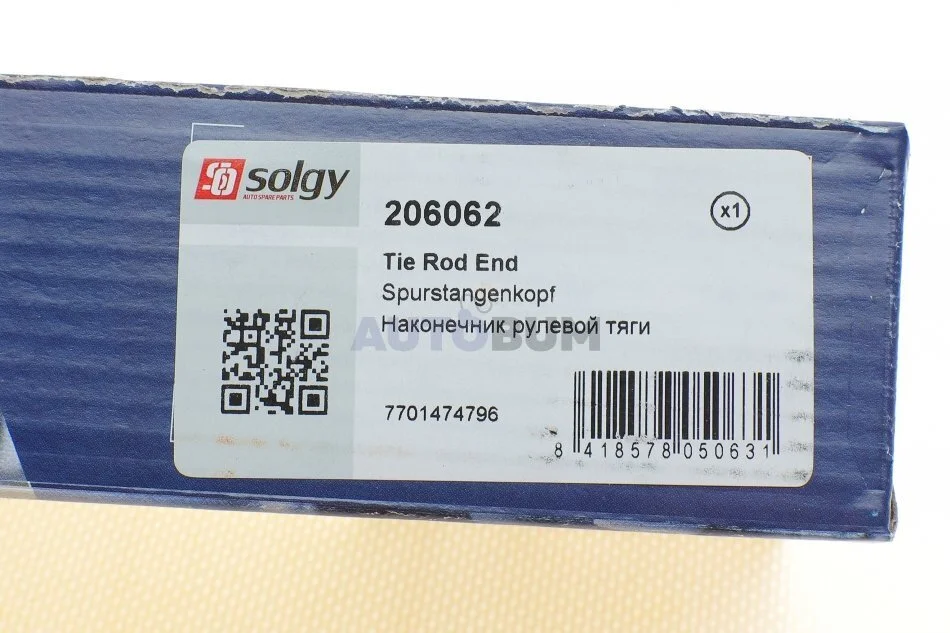 solgy
AUTO SPARE PARTS
206062
x1
Tie Rod End
Spurstangenkopf
Наконечник рулевой тяги
AUTOBUM
7701474796
8 418578 050631